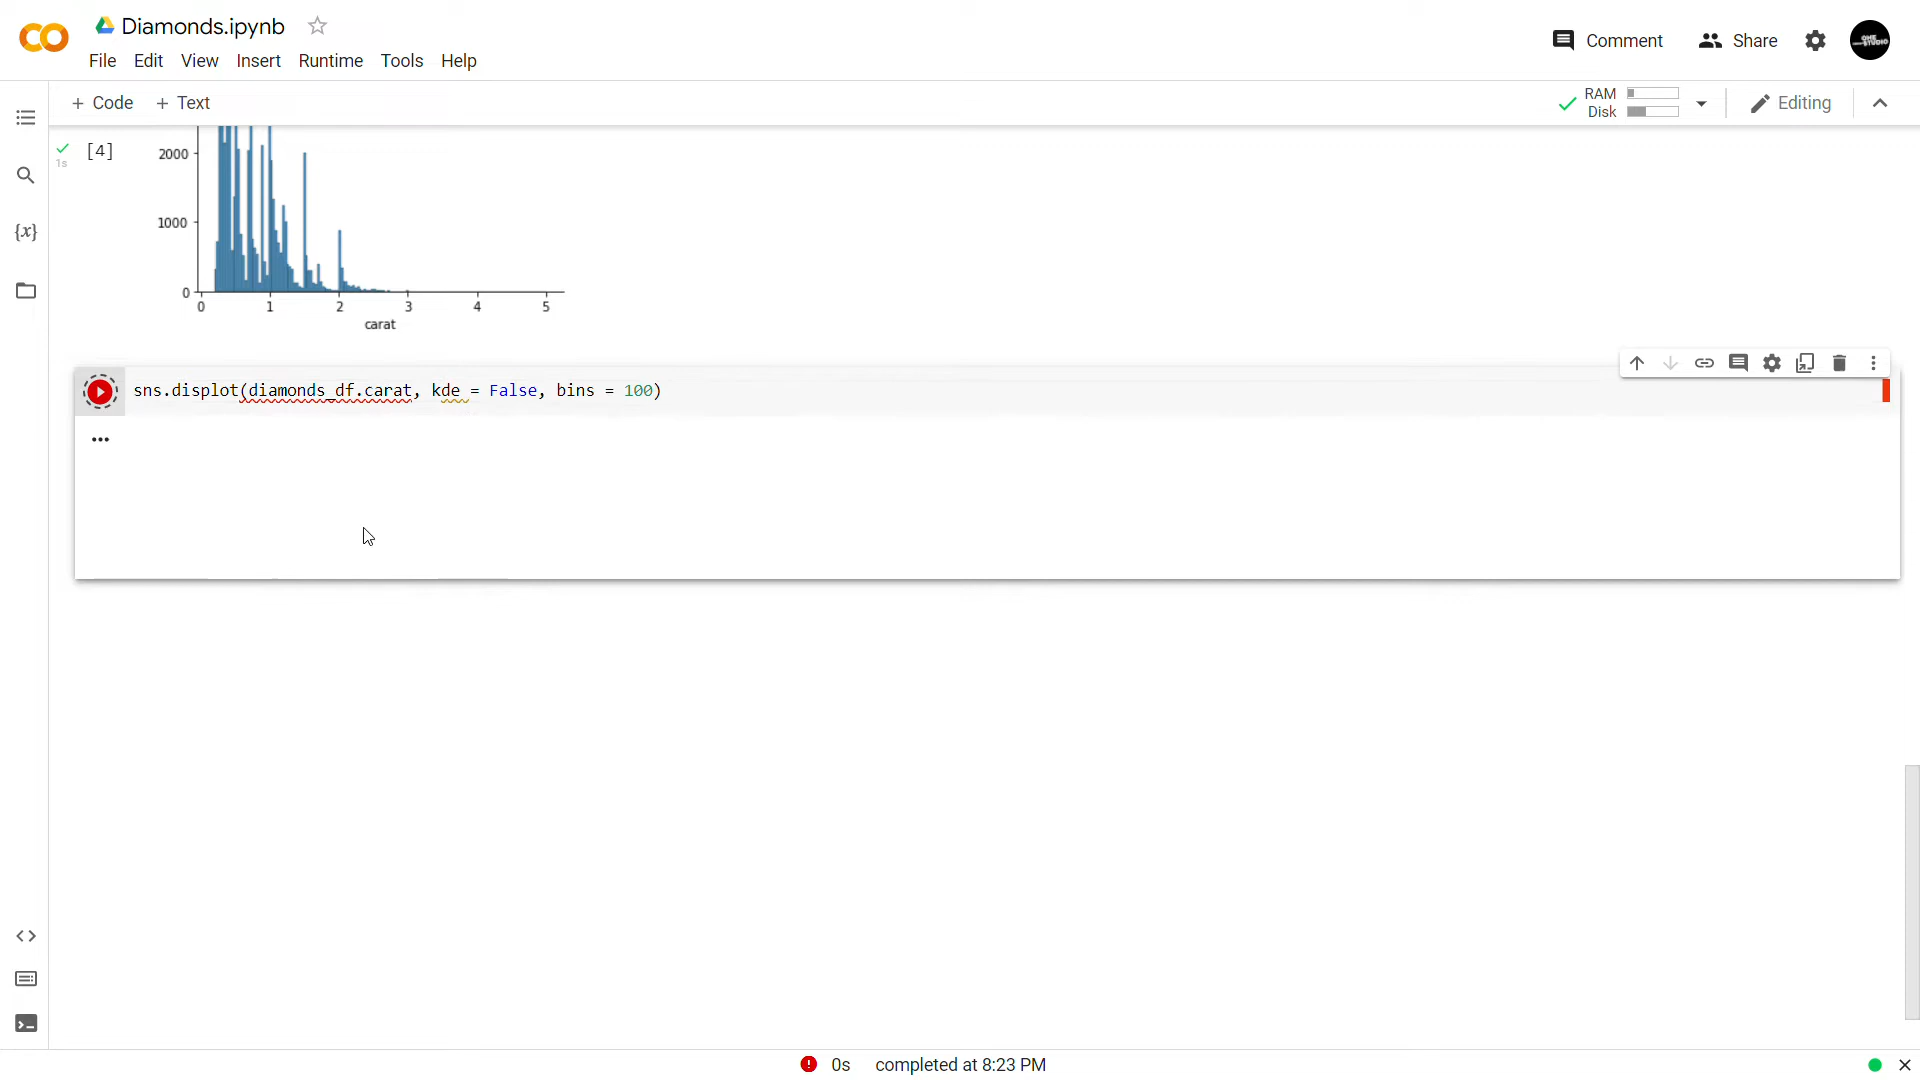 Diamonds.ipynb
Comment
Share
File Edit View Insert Runtime Tools Help
+ Code + Text
RAM
Disk
Editing
1s
[4]
2000
1000
0
0 1 2 3 4 5
carat
{x}
sns.displot(diamonds_df.carat, kde = False, bins = 100)
0s completed at 8:23 PM